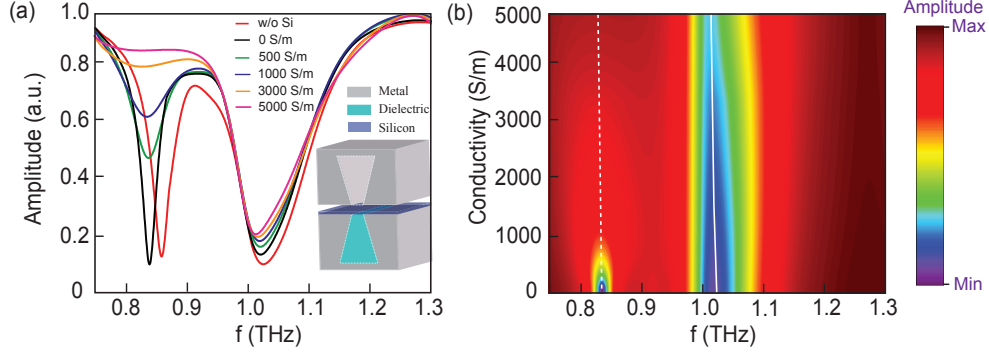 (a)
1.0
0.8
0.6
0.4
0.2
0
Amplitude (a.u.)
w/o Si
0 S/m
500 S/m
1000 S/m
3000 S/m
5000 S/m
Metal
Dielectric
Silicon
0.8 0.9 1.0 1.1 1.2 1.3
f (THz)
(b)
5000
4000
3000
2000
1000
0
Conductivity (S/m)
0.8 0.9 1.0 1.1 1.2 1.3
f (THz)
Amplitude
Max
Min